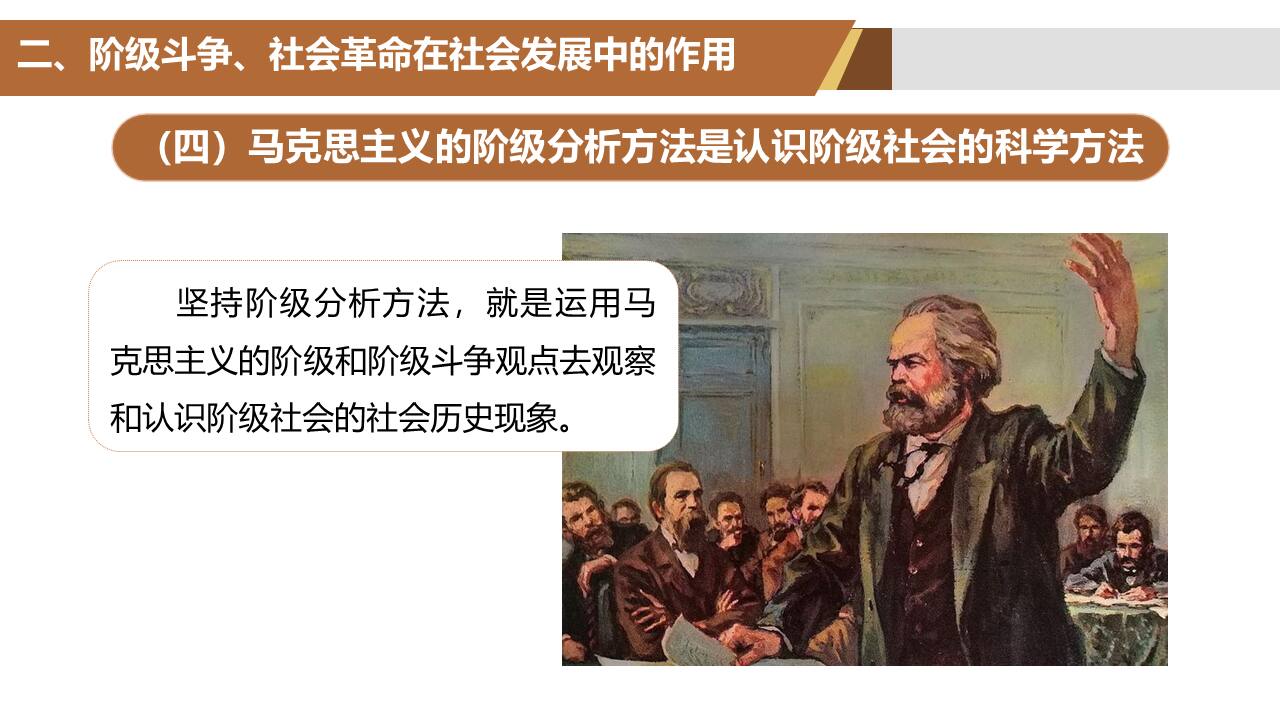 二、阶级斗争、社会革命在社会发展中的作用
（四）马克思主义的阶级分析方法是认识阶级社会的科学方法
坚持阶级分析方法，就是运用马
克思主义的阶级和阶级斗争观点去观察
和认识阶级社会的社会历史现象。